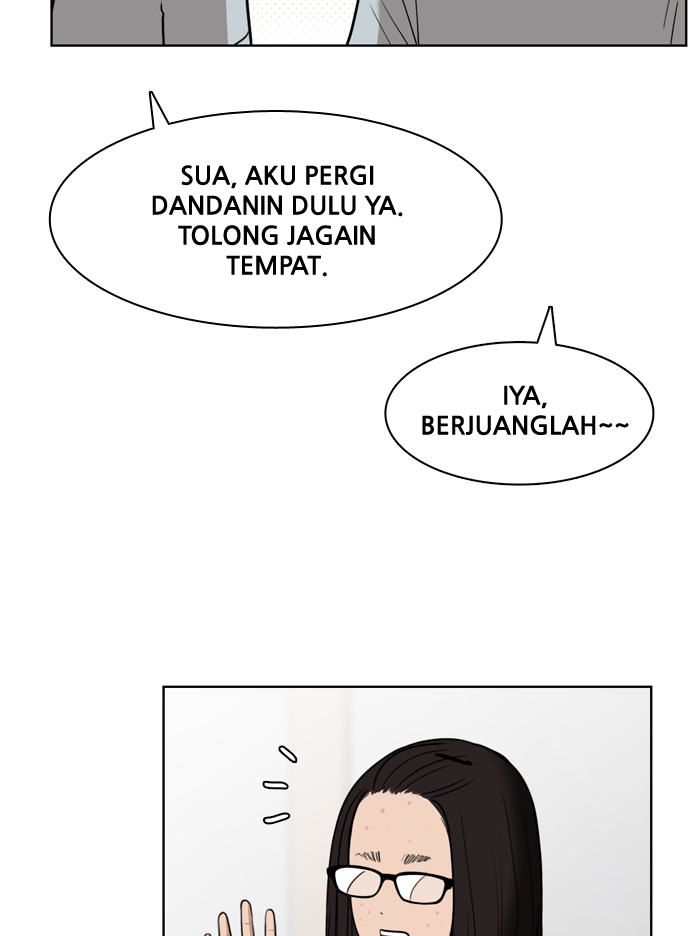 SUA, AKU PERGI
DANDANIN DULU YA.
TOLONG JAGAIN
TEMPAT.
IYA,
BERJUANGLAH~~